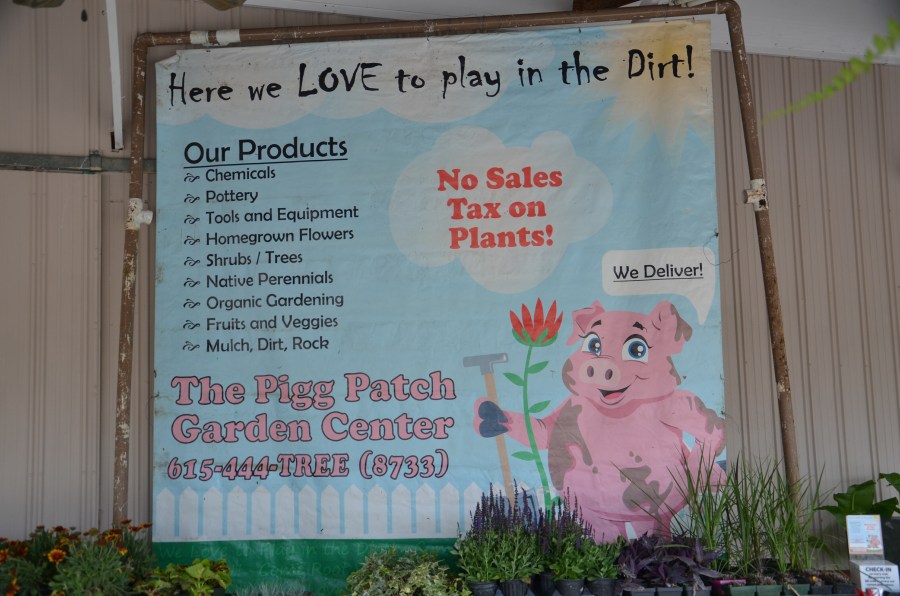 Here we LOVE to play in the Dirt!
Our Products
Chemicals
Pottery
Tools and Equipment
Homegrown Flowers
Shrubs / Trees
Native Perennials
Organic Gardening
Fruits and Veggies
Mulch, Dirt, Rock
No Sales
Tax on
Plants!
We Deliver!
The Pigg Patch
Garden Center
615-444-TREE (8733)
CHECK-IN